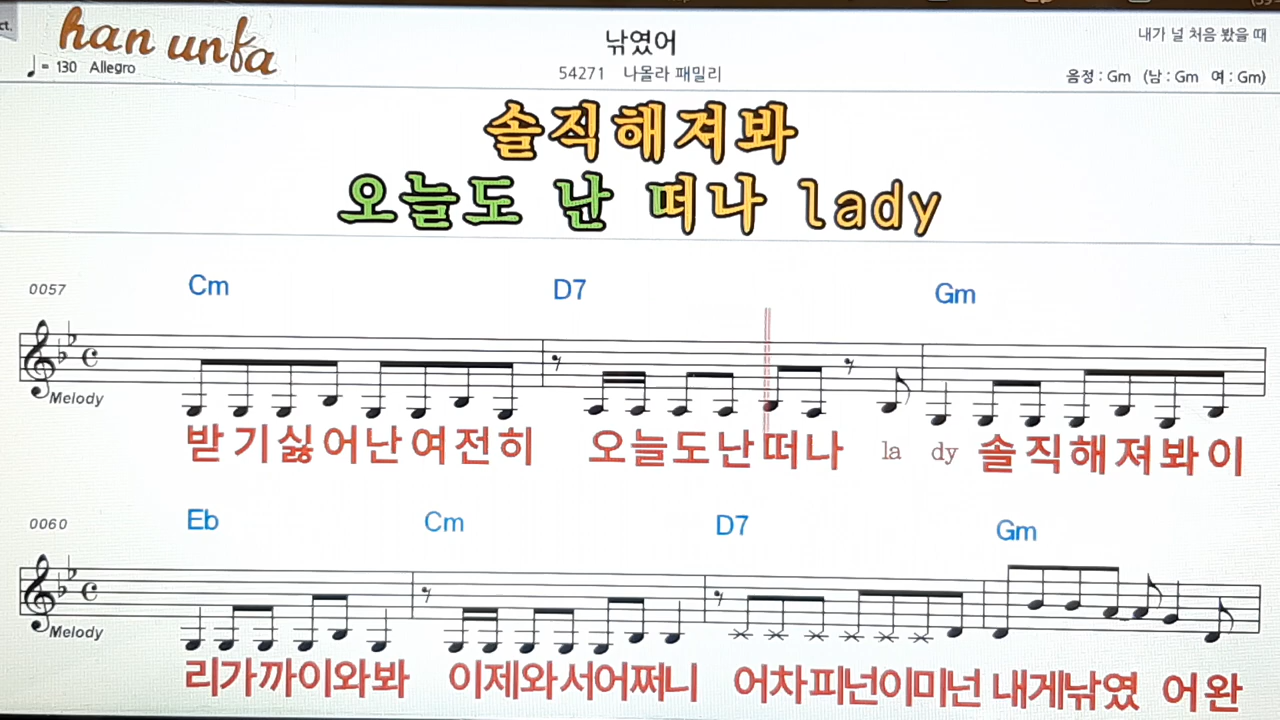 ct.
han unfa
♩= 130 Allegro
낚였어
54271 나몰라 패밀리
내가 널 처음 봤을 때
음정 : Gm (남 : Gm 여 : Gm)
솔직해져봐
오늘도 난 떠나 lady
0057
Cm D7 Gm
Melody
받기싫어난여전히 오늘도난떠나 la dy 솔직해져봐이
0060
Eb Cm D7 Gm
Melody
리가까이와봐 이제와서어쩌니 어차피넌이미넌 내게낚였 어완